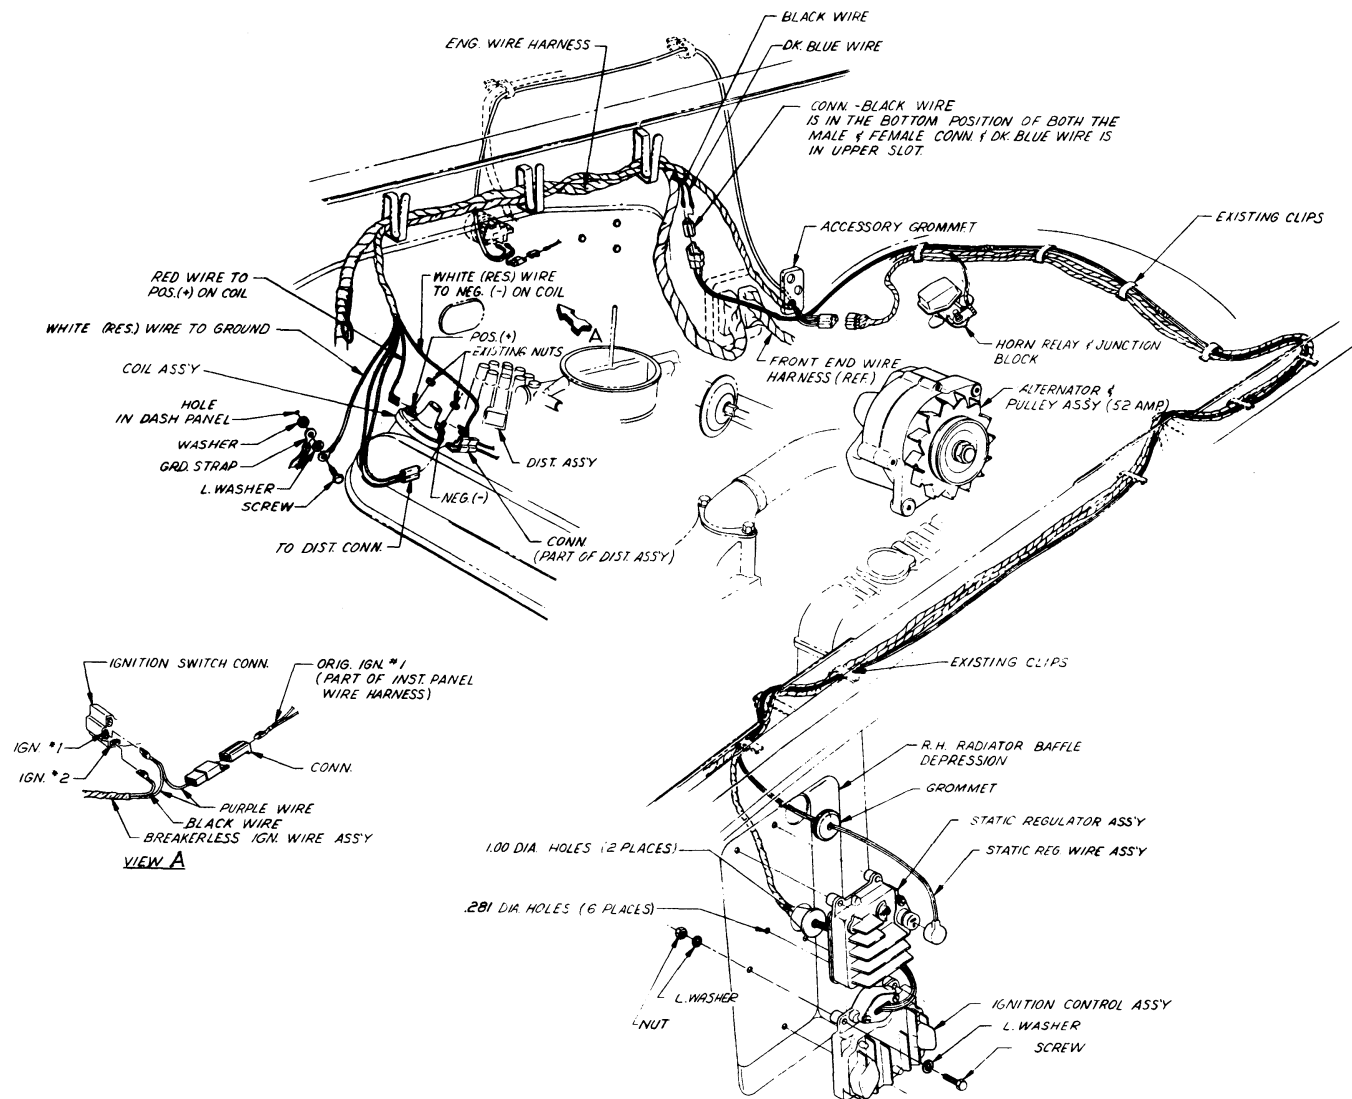 BLACK WIRE
ENG. WIRE HARNESS
DK. BLUE WIRE
CONN. - BLACK WIRE
IS IN THE BOTTOM POSITION OF BOTH THE
MALE & FEMALE CONN. & DK. BLUE WIRE IS
IN UPPER SLOT.
ACCESSORY GROMMET
EXISTING CLIPS
RED WIRE TO
POS.(+) ON COIL
WHITE (RES.) WIRE
TO NEG. (-) ON COIL
WHITE (RES.) WIRE TO GROUND
A
POS.(+)
EXISTING NUTS
COIL ASS'Y
HORN RELAY & JUNCTION
BLOCK
FRONT END WIRE
HARNESS (REF.)
ALTERNATOR &
PULLEY ASSY (52 AMP)
HOLE
IN DASH PANEL
WASHER
GRD. STRAP
L. WASHER
SCREW
DIST. ASSY
NEG.(-)
TO DIST. CONN.
CONN.
(PART OF DIST. ASS'Y)
IGNITION SWITCH CONN.
ORIG. IGN. #1
(PART OF INST. PANEL
WIRE HARNESS)
EXISTING CLIPS
IGN. #1
IGN. #2
CONN.
PURPLE WIRE
BLACK WIRE
BREAKERLESS IGN. WIRE ASSY
VIEW A
R.H. RADIATOR BAFFLE
DEPRESSION
GROMMET
STATIC REGULATOR ASS'Y
1.00 DIA. HOLES (2 PLACES)
STATIC REG. WIRE ASS'Y
.281 DIA. HOLES (6 PLACES)
L. WASHER
NUT
IGNITION CONTROL ASS'Y
L. WASHER
SCREW